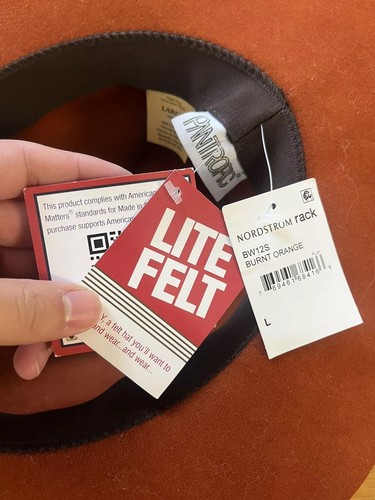 PANTROPIC
This product complies with American
Matters® standards for Made in
purchase supports American
LITE
FELT
a felt hat you'll want to
and wear...and wear...
NORDSTROM rack
BW12S
BURNT ORANGE
L